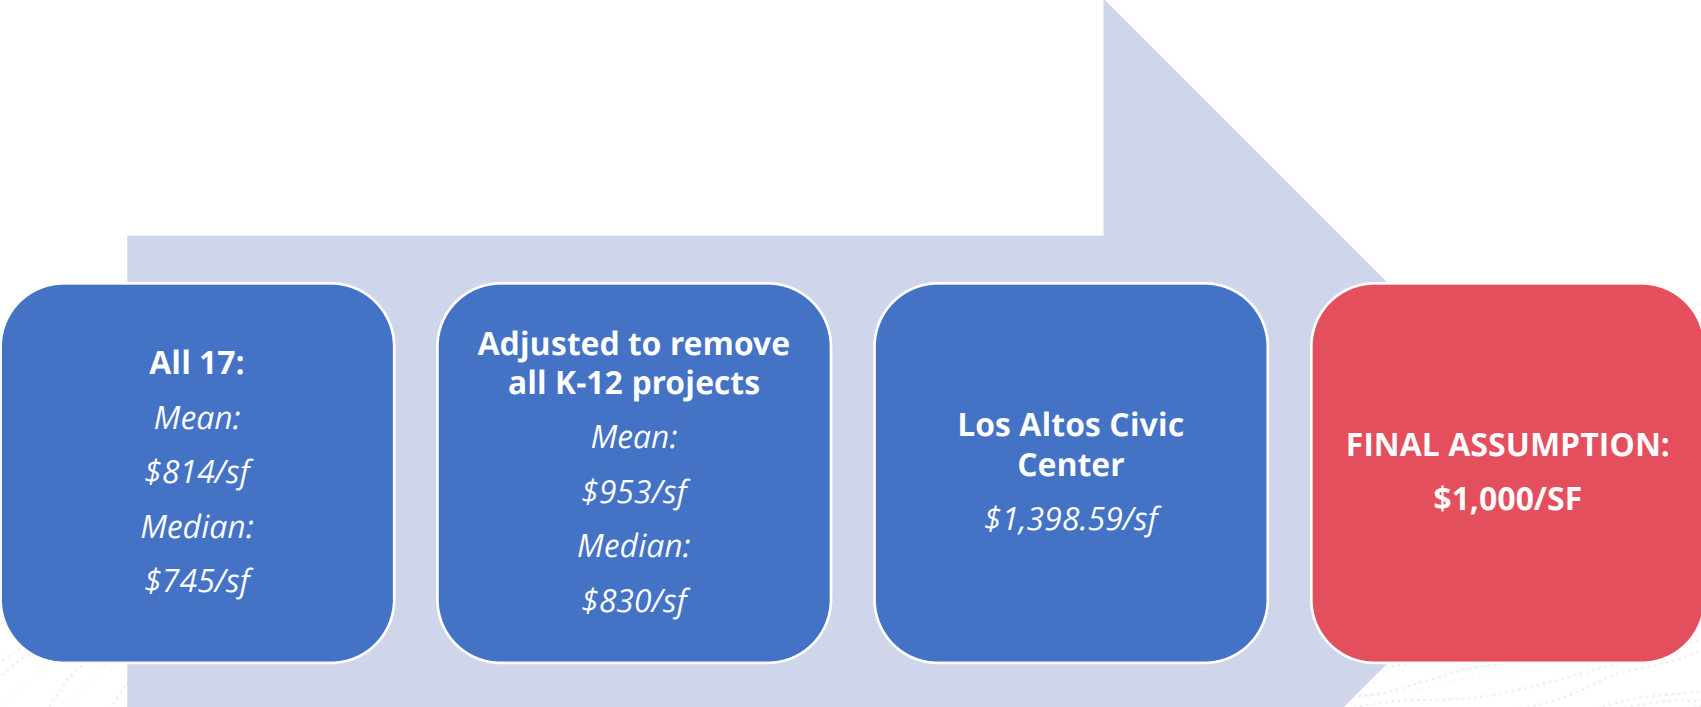 All 17:
Mean:
$814/sf
Median:
$745/sf
Adjusted to remove
all K-12 projects
Mean:
$953/sf
Median:
$830/sf
Los Altos Civic
Center
$1,398.59/sf
FINAL ASSUMPTION:
$1,000/SF